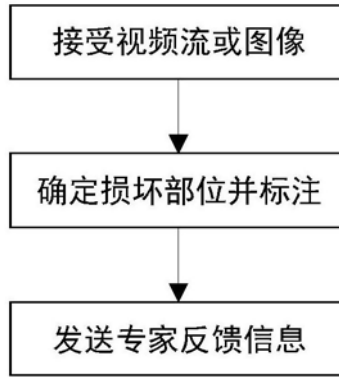 接受视频流或图像
确定损坏部位并标注
发送专家反馈信息